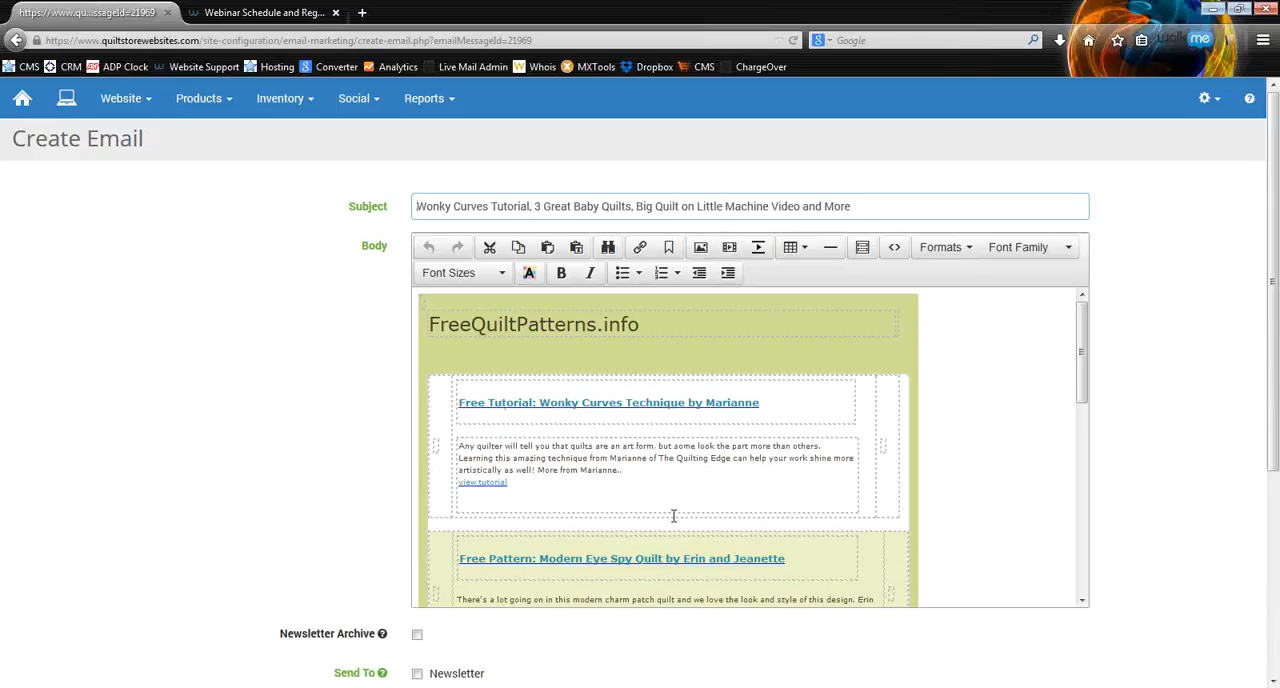 https://www.qu...ssageId=21969 × Webinar Schedule and Reg... × +
https://www.quiltstorewebsites.com/site-configuration/email-marketing/create-email.php?emailMessageId=21969 Google me
CMS CRM ADP Clock Website Support Hosting Converter Analytics Live Mail Admin Whois MXTools Dropbox CMS ChargeOver
Website Products Inventory Social Reports
Create Email
Subject Wonky Curves Tutorial, 3 Great Baby Quilts, Big Quilt on Little Machine Video and More
Body Formats Font Family
Font Sizes A B I
FreeQuiltPatterns.info
Free Tutorial: Wonky Curves Technique by Marianne
Any quilter will tell you that quilts are an art form, but some look the part more than others.
Learning this amazing technique from Marianne of The Quilting Edge can help your work shine more
artistically as well! More from Marianne..
view tutorial
Free Pattern: Modern Eye Spy Quilt by Erin and Jeanette
There's a lot going on in this modern charm patch quilt and we love the look and style of this design. Erin
Newsletter Archive
Send To Newsletter